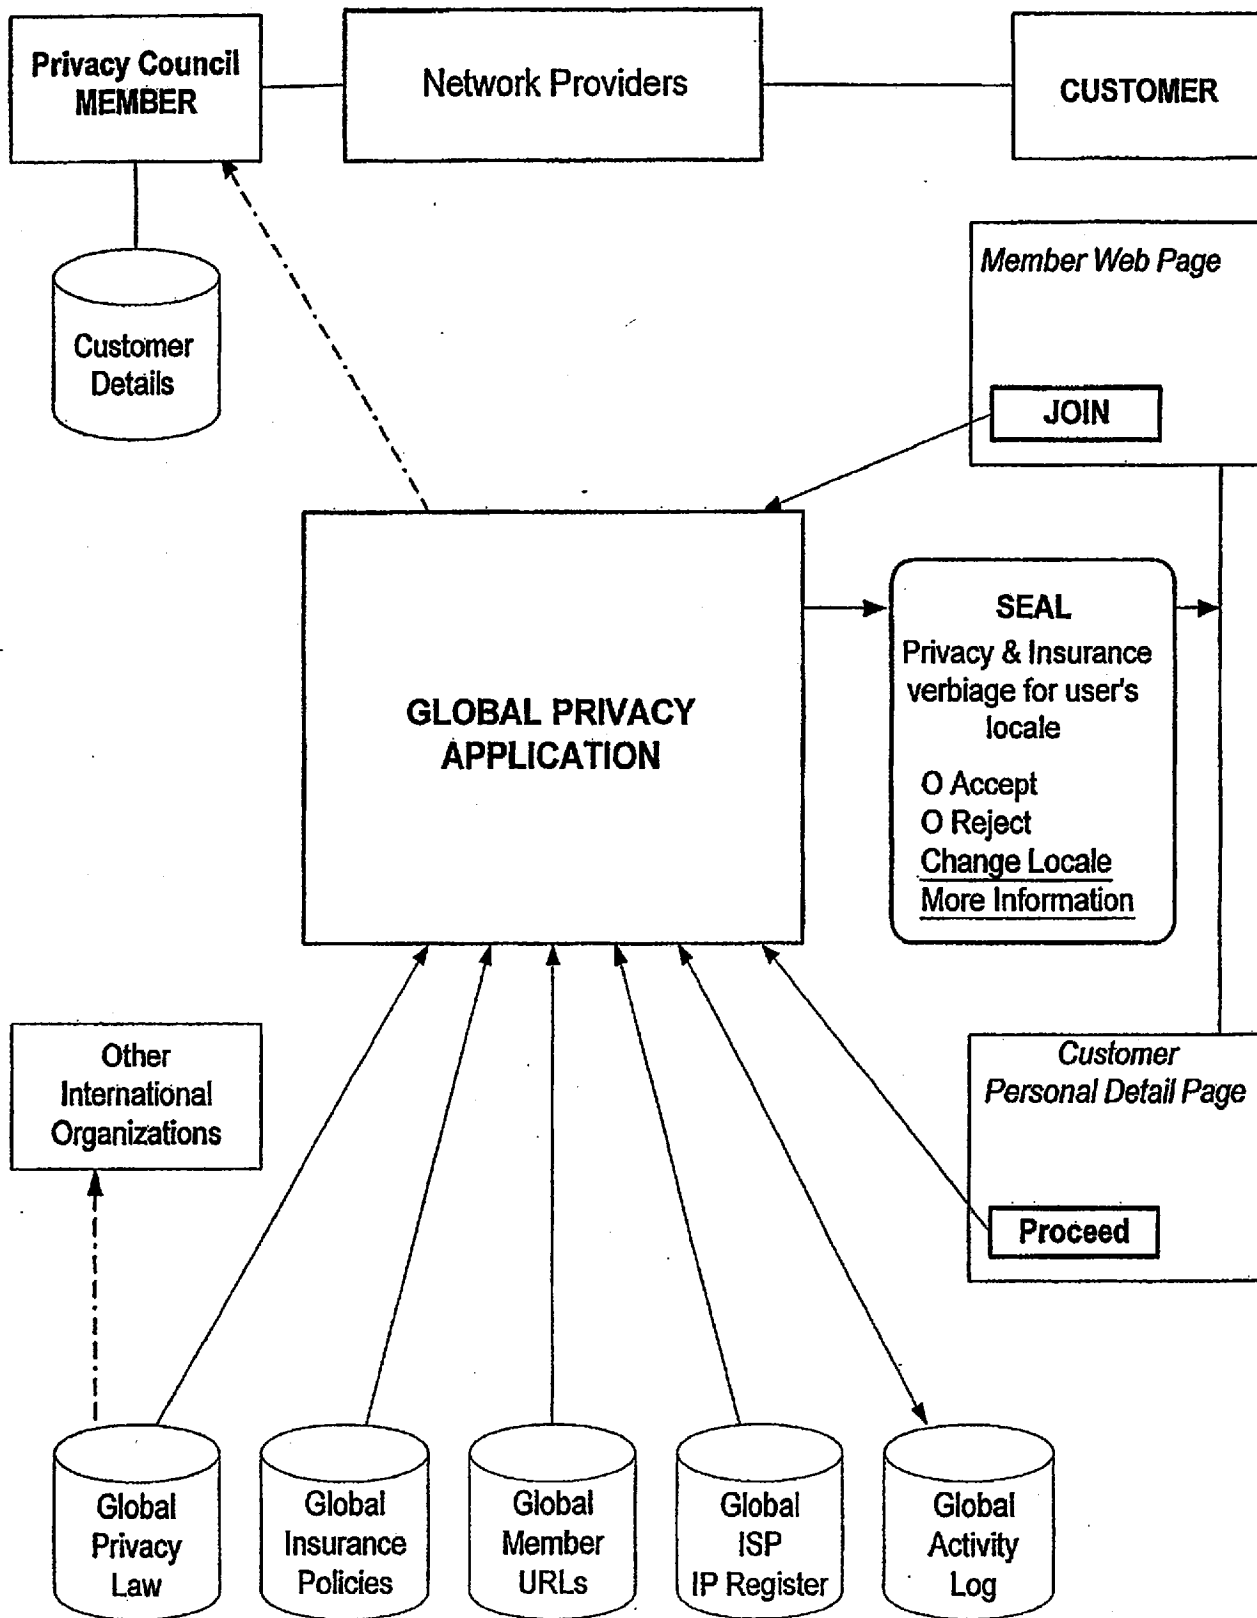 Privacy Council
MEMBER
Network Providers
CUSTOMER
Member Web Page
Customer
Details
JOIN
SEAL
Privacy & Insurance
verbiage for user's
locale
O Accept
O Reject
Change Locale
More Information
GLOBAL PRIVACY
APPLICATION
Other
International
Organizations
Customer
Personal Detail Page
Proceed
Global
Privacy
Law
Global
Insurance
Policies
Global
Member
URLs
Global
ISP
IP Register
Global
Activity
Log